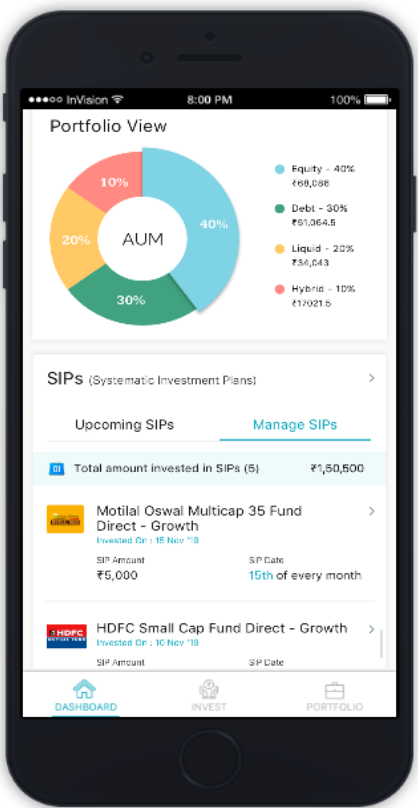 InVision
8:00 PM
100%
Portfolio View
10%
40%
20%
AUM
30%
Equity - 40%
₹68,086
Debt - 30%
₹51,064.5
Liquid - 20%
₹34,043
Hybrid - 10%
₹17021.5
SIPs (Systematic Investment Plans)
Upcoming SIPs
Manage SIPs
01 Total amount invested in SIPs (6) ₹1,50,500
Motilal Oswal Multicap 35 Fund
Direct - Growth
Invested On : 15 Nov '19
SIP Amount
SIP Date
₹5,000
15th of every month
HDFC
HDFC Small Cap Fund Direct - Growth
Invested On : 10 Nov '19
SIP Amount
SIP Date
DASHBOARD
INVEST
PORTFOLIO